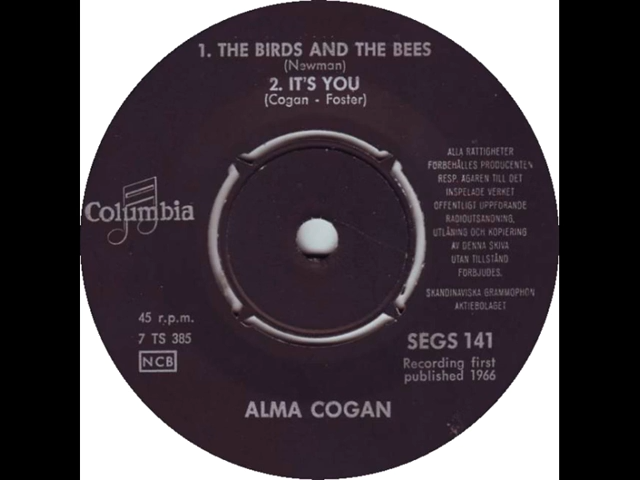 1. THE BIRDS AND THE BEES
(Newman)
2. IT'S YOU
(Cogan - Foster)
Columbia
ALLA RÄTTIGHETER
FÖRBEHÅLLES PRODUCENTEN
RESP. ÄGAREN TILL DET
INSPELADE VERKET
OFFENTLIGT UPPFÖRANDE
RADIOUTSÄNDNING,
UTLÅNING OCH KOPIERING
AV DENNA SKIVA
UTAN TILLSTÅND
FÖRBJUDES.
SKANDINAVISKA GRAMMOPHON
AKTIEBOLAGET
45 r.p.m.
7 TS 385
NCB
SEGS 141
Recording first
published 1966
ALMA COGAN